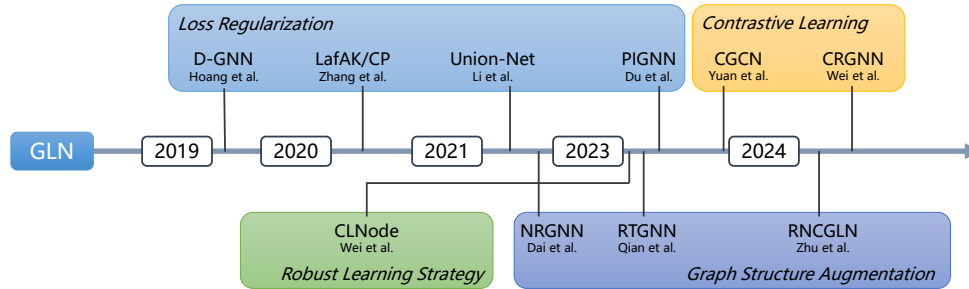 Loss Regularization
Contrastive Learning
D-GNN
Hoang et al.
LafAK/CP
Zhang et al.
Union-Net
Li et al.
PIGNN
Du et al.
CGCN
Yuan et al.
CRGNN
Wei et al.
GLN
2019
2020
2021
2023
2024
CLNode
Wei et al.
NRGNN
Dai et al.
RTGNN
Qian et al.
RNCGLN
Zhu et al.
Robust Learning Strategy
Graph Structure Augmentation